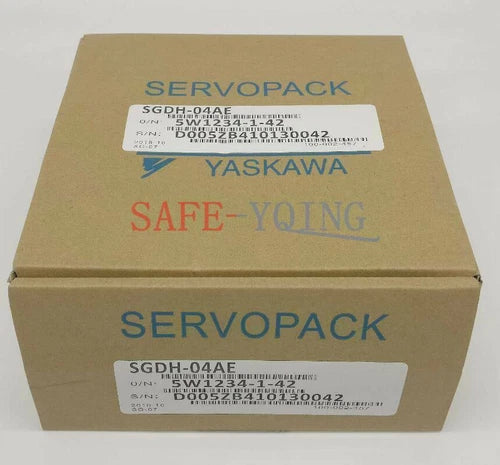 SERVOPACK
SGDH-04AE
O/N: 5W1234-1-42
S/N: D005ZB410130042
YASKAWA
SAFE-YQING
SERVOPACK
SGDH-04AE
O/N: 5W1234-1-42
S/N: D005ZB410130042